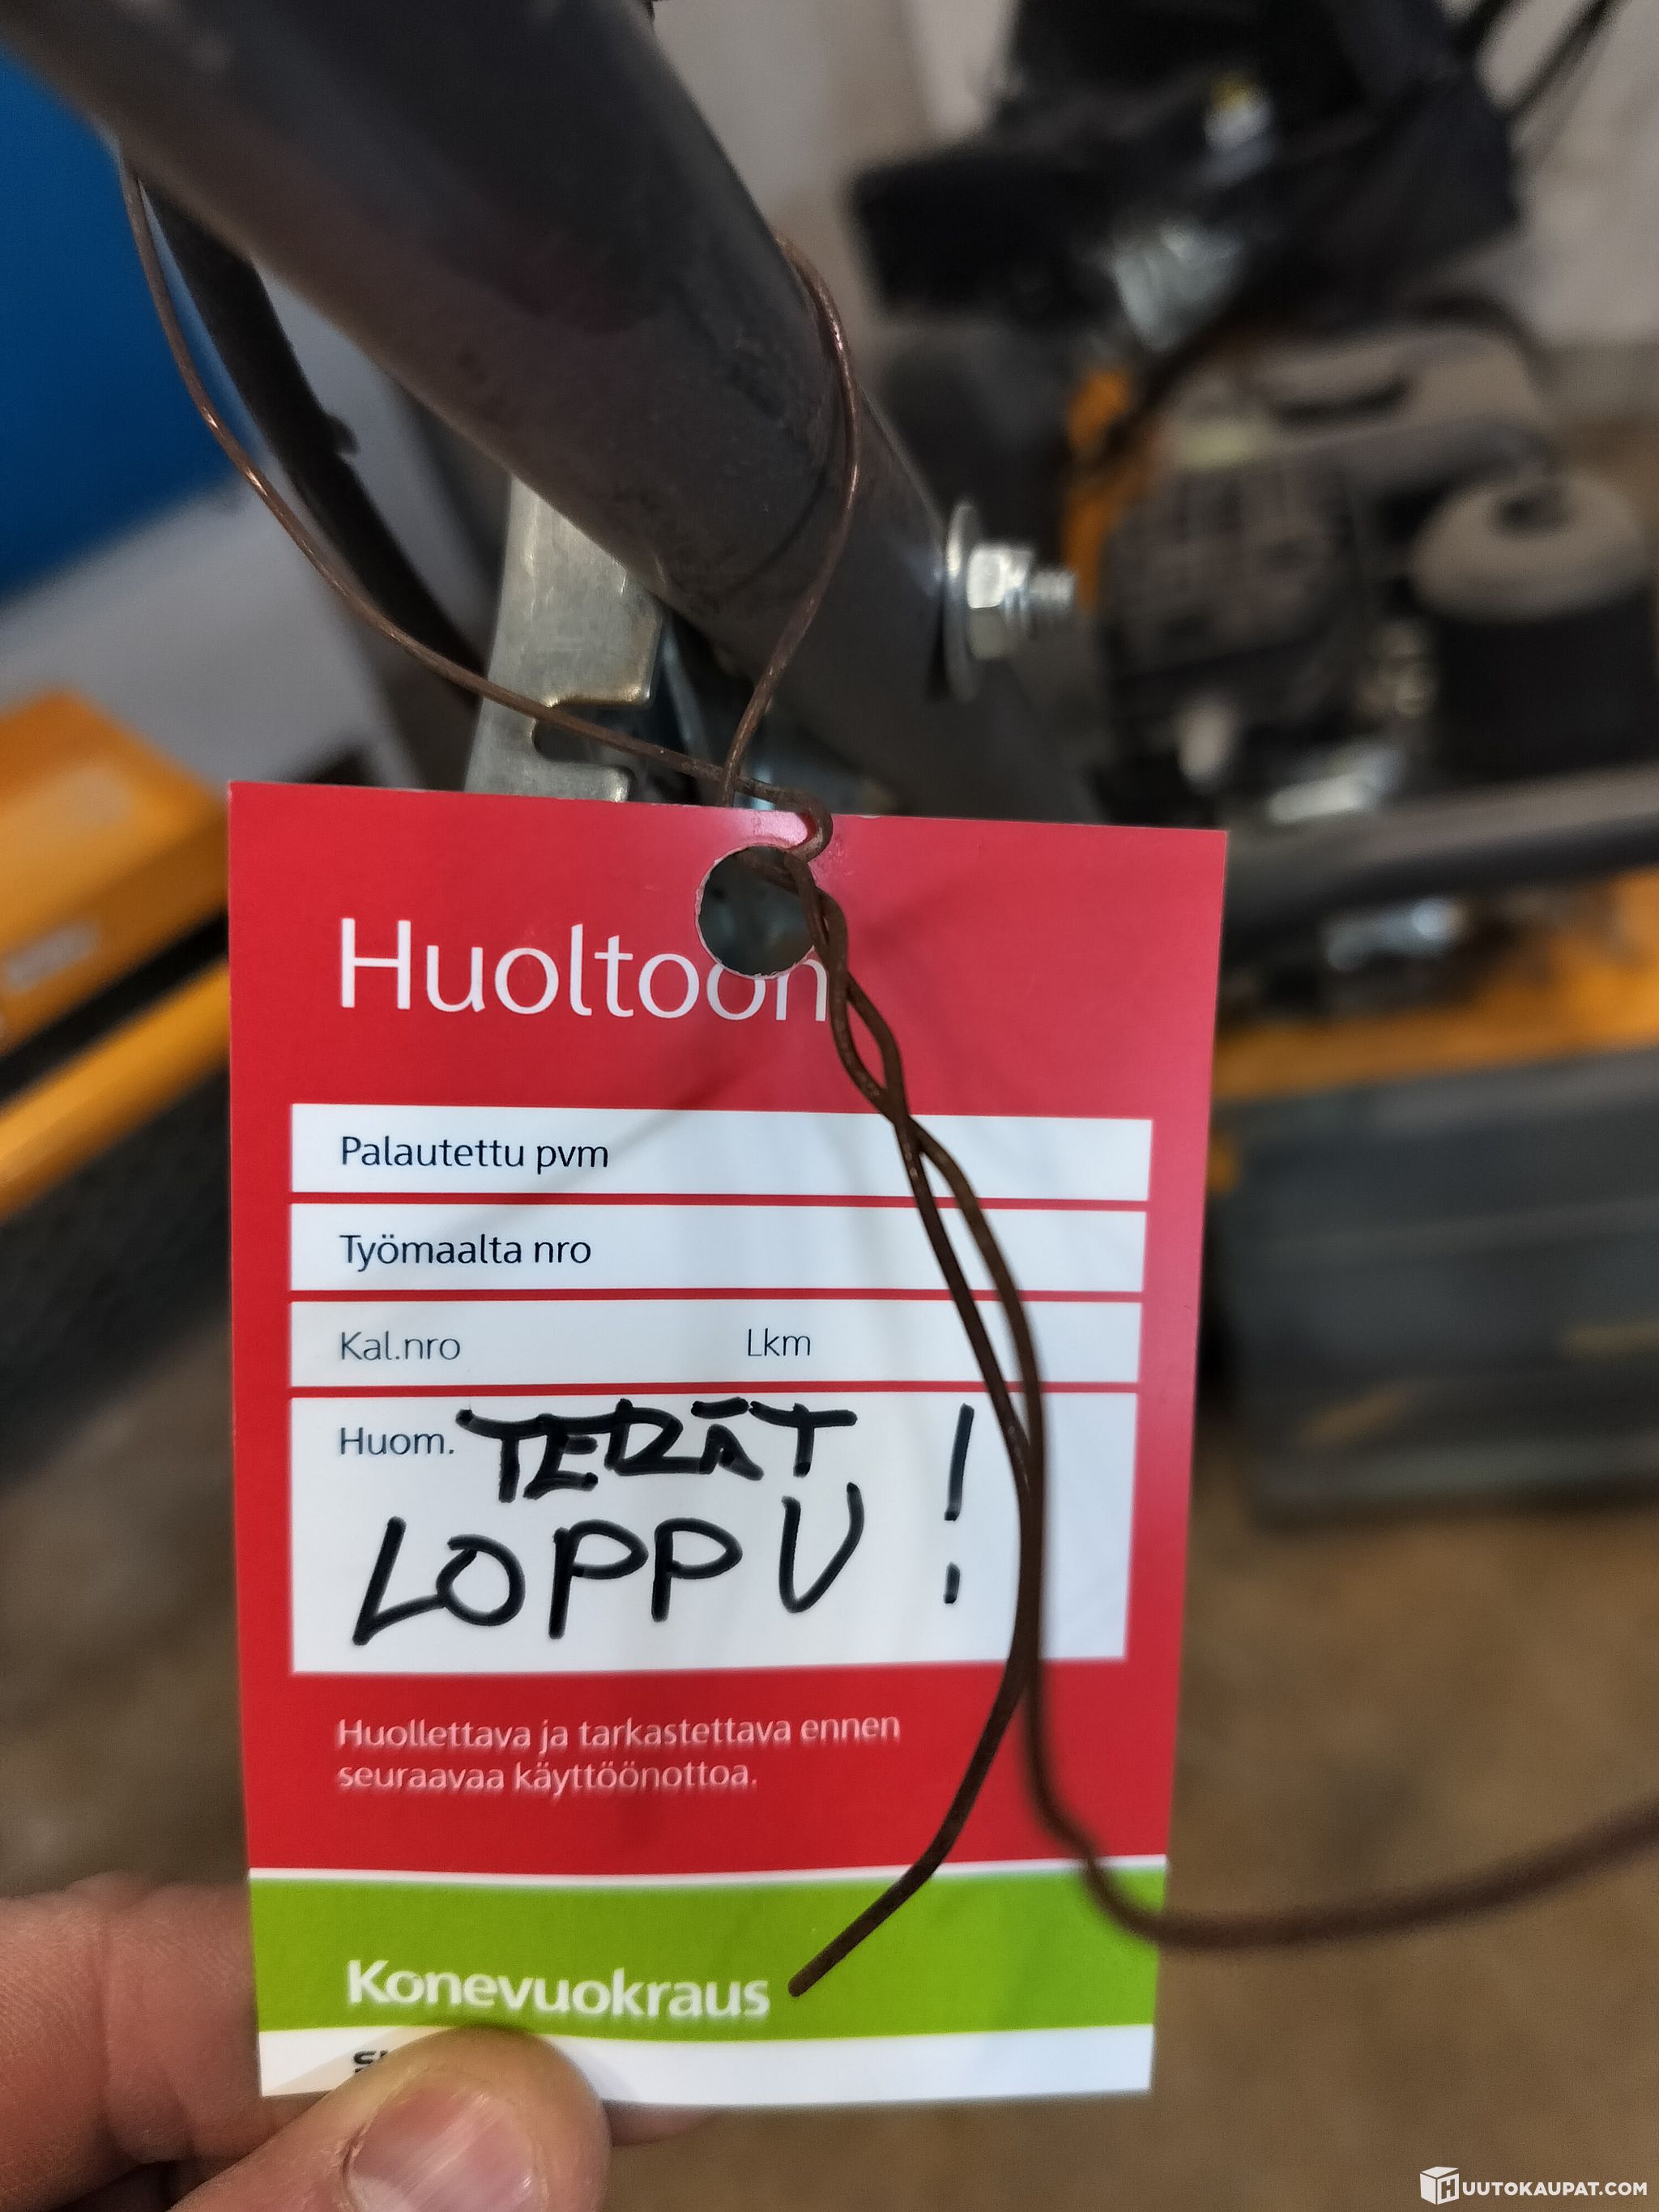 Huoltoon
Palautettu pvm
Työmaalta nro
Kal.nro Lkm
Huom. TERÄT !
LOPPU
Huollettava ja tarkastettava ennen
seuraavaa käyttöönottoa.
Konevuokraus
HUUTOKAUPAT.COM